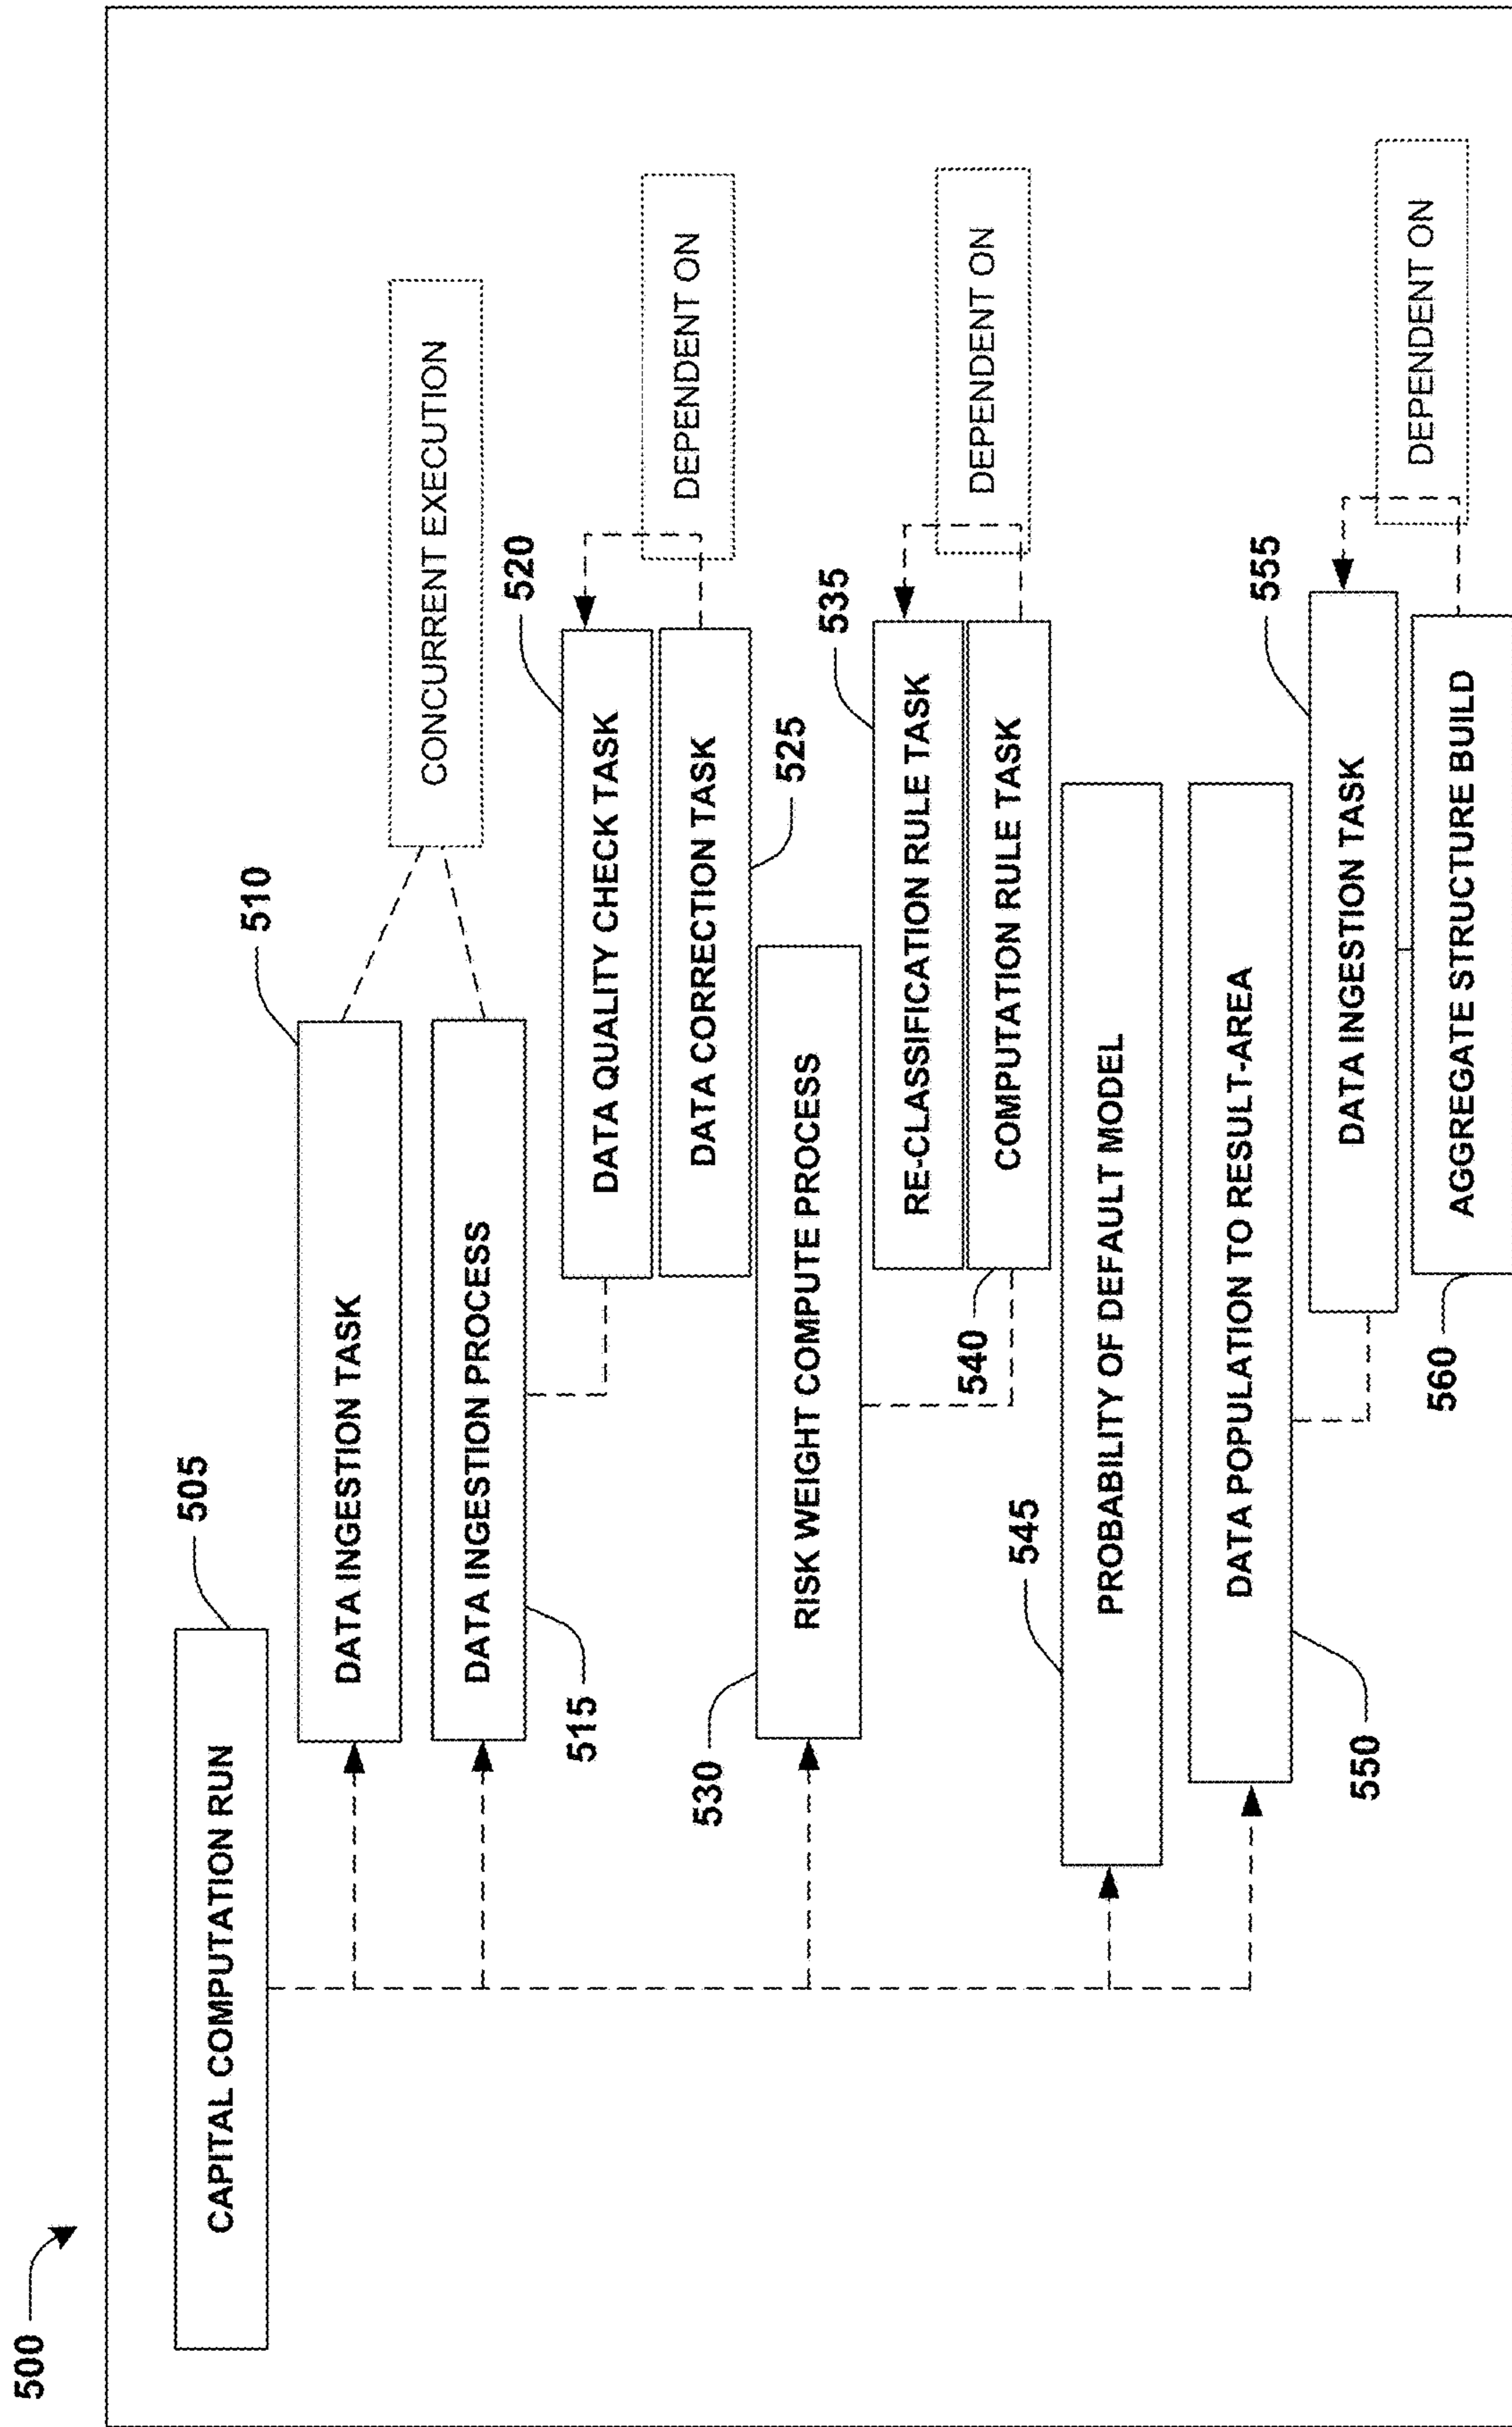 500
CAPITAL COMPUTATION RUN
505
DATA INGESTION TASK
510
CONCURRENT EXECUTION
DATA INGESTION PROCESS
515
DATA QUALITY CHECK TASK
520
DEPENDENT ON
DATA CORRECTION TASK
525
530
RISK WEIGHT COMPUTE PROCESS
RE-CLASSIFICATION RULE TASK
535
DEPENDENT ON
COMPUTATION RULE TASK
540
545
PROBABILITY OF DEFAULT MODEL
DATA POPULATION TO RESULT-AREA
550
DATA INGESTION TASK
555
DEPENDENT ON
AGGREGATE STRUCTURE BUILD
560